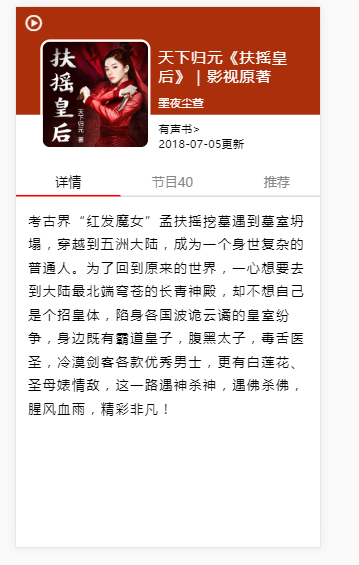 扶摇皇后
天下归元 著
天下归元《扶摇皇
后》 | 影视原著
墨夜尘萱
有声书>
2018-07-05更新
详情 节目40 推荐
考古界“红发魔女”孟扶摇挖墓遇到墓室坍
塌，穿越到五洲大陆，成为一个身世复杂的
普通人。为了回到原来的世界，一心想要去
到大陆最北端穹苍的长青神殿，却不想自己
是个招皇体，陷身各国波诡云谲的皇室纷
争，身边既有霸道皇子，腹黑太子，毒舌医
圣，冷漠剑客各款优秀男士，更有白莲花、
圣母婊情敌，这一路遇神杀神，遇佛杀佛，
腥风血雨，精彩非凡！